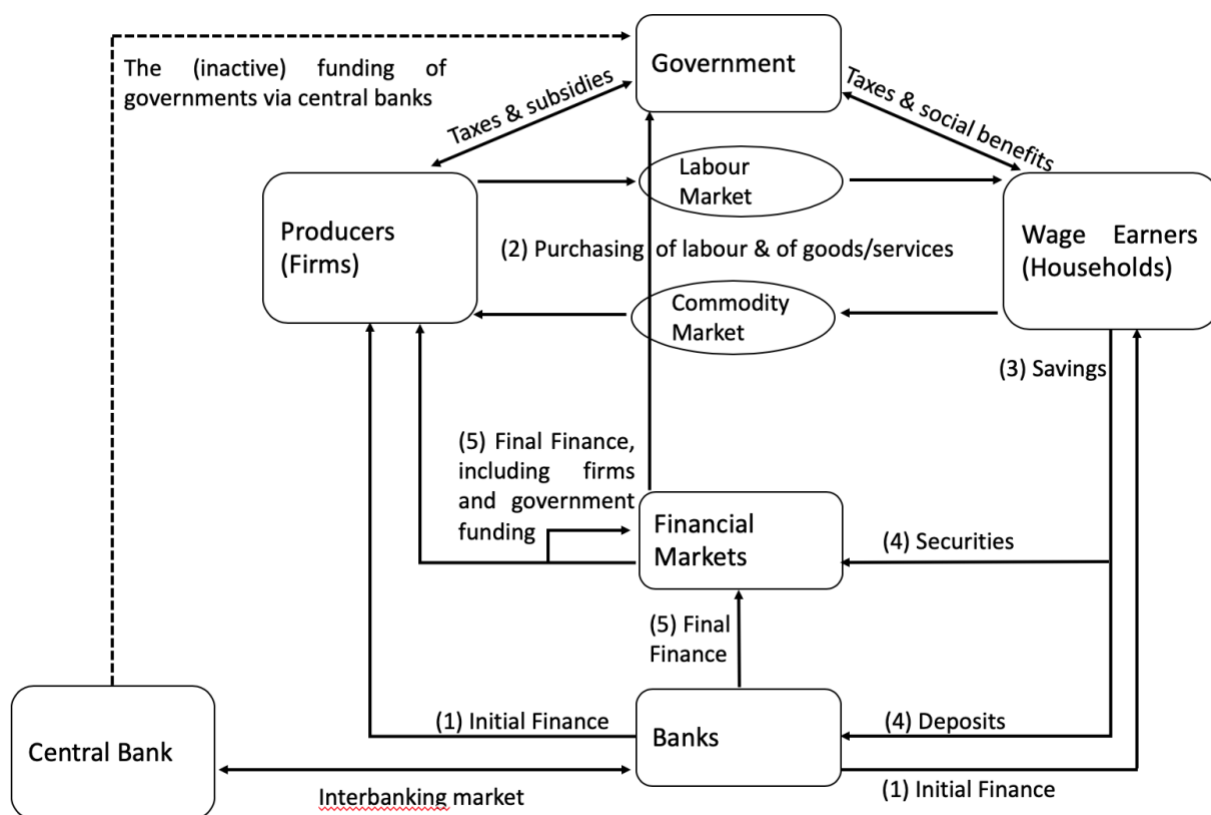 Government
The (inactive) funding of
governments via central banks
Taxes & subsidies
Taxes & social benefits
Labour
Market
Producers
(Firms)
Wage Earners
(Households)
(2) Purchasing of labour & of goods/services
Commodity
Market
(3) Savings
(5) Final Finance,
including firms
and government
funding
Financial
Markets
(4) Securities
(5) Final
Finance
Central Bank
(1) Initial Finance
Banks
(4) Deposits
Interbanking market
(1) Initial Finance